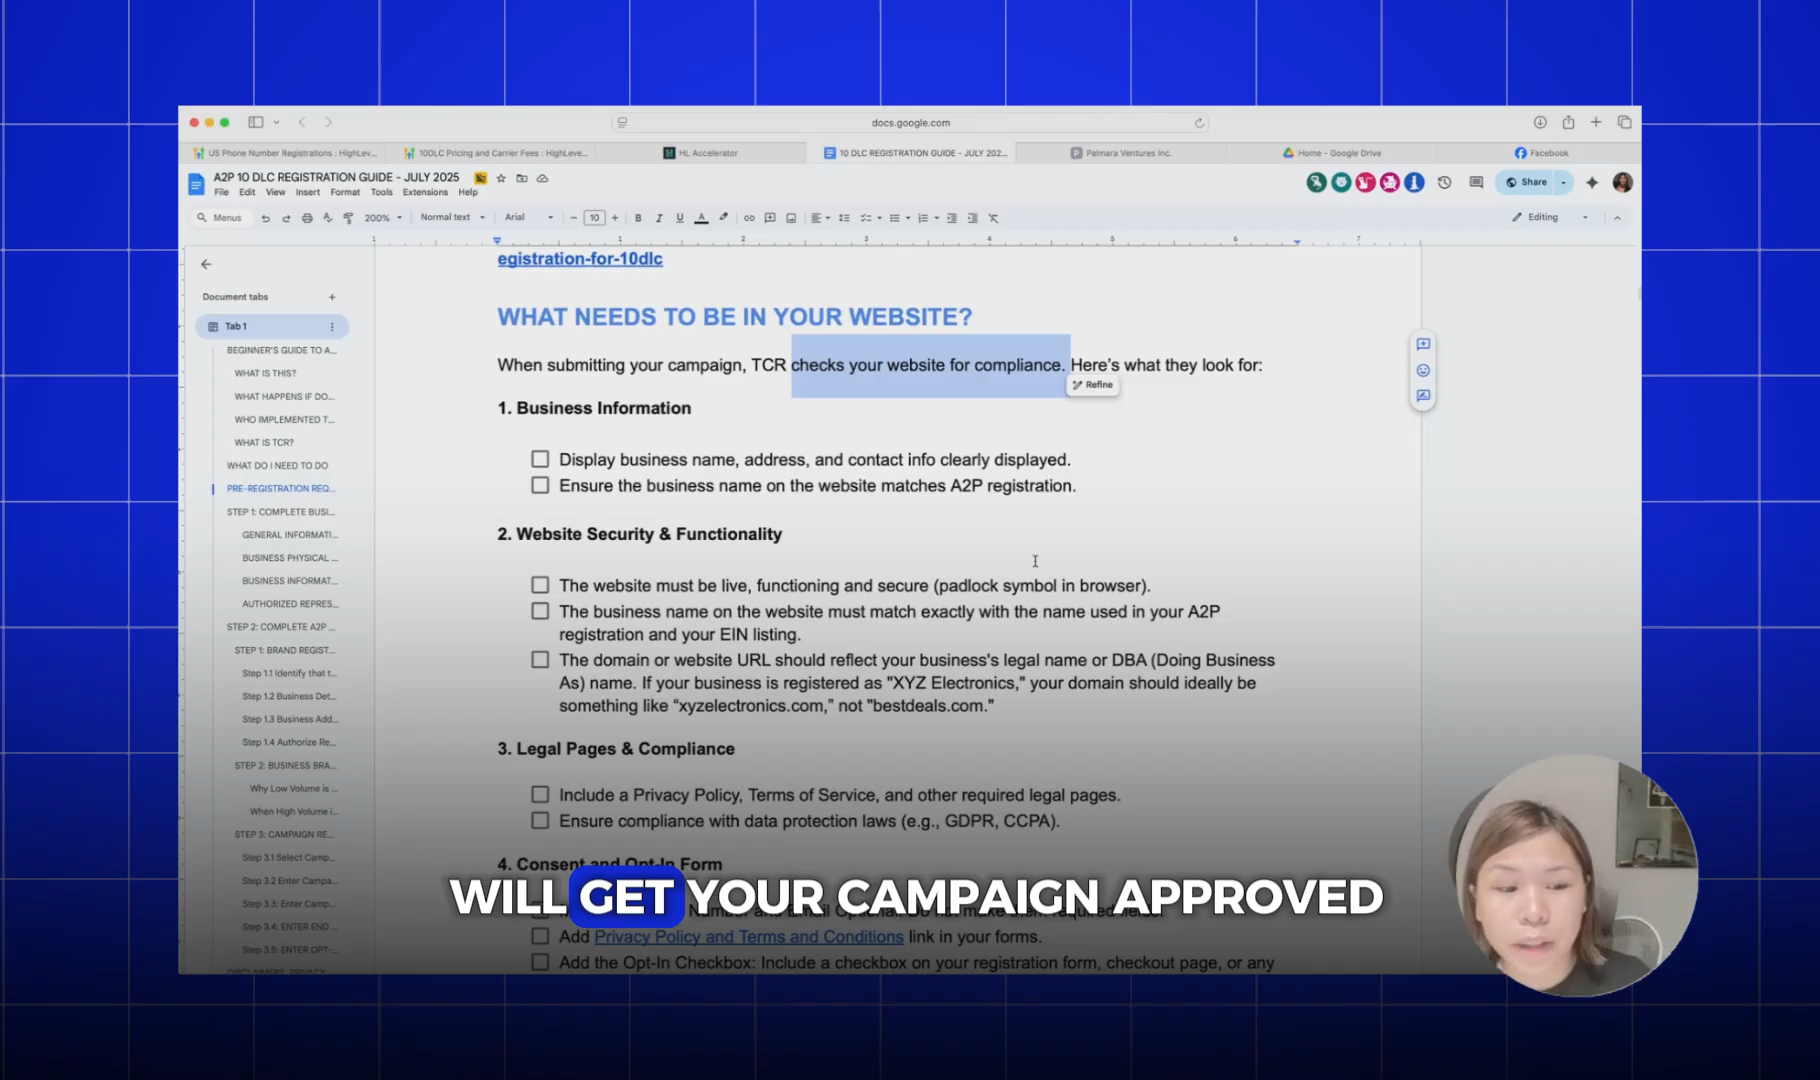 docs.google.com
US Phone Number Registrations : HighLev...
10DLC Pricing and Carrier Fees : HighLeve...
HL Accelerator
10 DLC REGISTRATION GUIDE - JULY 202...
Palmara Ventures Inc.
Home - Google Drive
Facebook
A2P 10 DLC REGISTRATION GUIDE - JULY 2025
File Edit View Insert Format Tools Extensions Help
Share
Menus
200%
Normal text
Arial
10
Editing
1 1 2 3 4 5 6 7
Document tabs
Tab 1
BEGINNER'S GUIDE TO A...
WHAT IS THIS?
WHAT HAPPENS IF DO...
WHO IMPLEMENTED T...
WHAT IS TCR?
WHAT DO I NEED TO DO
PRE-REGISTRATION REQ...
STEP 1: COMPLETE BUSI...
GENERAL INFORMATI...
BUSINESS PHYSICAL ...
BUSINESS INFORMAT...
AUTHORIZED REPRES...
STEP 2: COMPLETE A2P ...
STEP 1: BRAND REGIST...
Step 1.1 Identify that t...
Step 1.2 Business Det...
Step 1.3 Business Add...
Step 1.4 Authorize Re...
STEP 2: BUSINESS BRA...
Why Low Volume is ...
When High Volume i...
STEP 3: CAMPAIGN RE...
Step 3.1 Select Camp...
Step 3.2 Enter Campa...
Step 3.3: Enter Camp...
Step 3.4: ENTER END ...
Step 3.5: ENTER OPT-...
egistration-for-10dlc
WHAT NEEDS TO BE IN YOUR WEBSITE?
When submitting your campaign, TCR checks your website for compliance. Here's what they look for:
Refine
1. Business Information
Display business name, address, and contact info clearly displayed.
Ensure the business name on the website matches A2P registration.
2. Website Security & Functionality
The website must be live, functioning and secure (padlock symbol in browser).
The business name on the website must match exactly with the name used in your A2P
registration and your EIN listing.
The domain or website URL should reflect your business's legal name or DBA (Doing Business
As) name. If your business is registered as "XYZ Electronics," your domain should ideally be
something like “xyzelectronics.com,” not "bestdeals.com."
3. Legal Pages & Compliance
Include a Privacy Policy, Terms of Service, and other required legal pages.
Ensure compliance with data protection laws (e.g., GDPR, CCPA).
4. Consent and Opt-In Form
WILL GET YOUR CAMPAIGN APPROVED
Add Privacy Policy and Terms and Conditions link in your forms.
Add the Opt-In Checkbox: Include a checkbox on your registration form, checkout page, or any